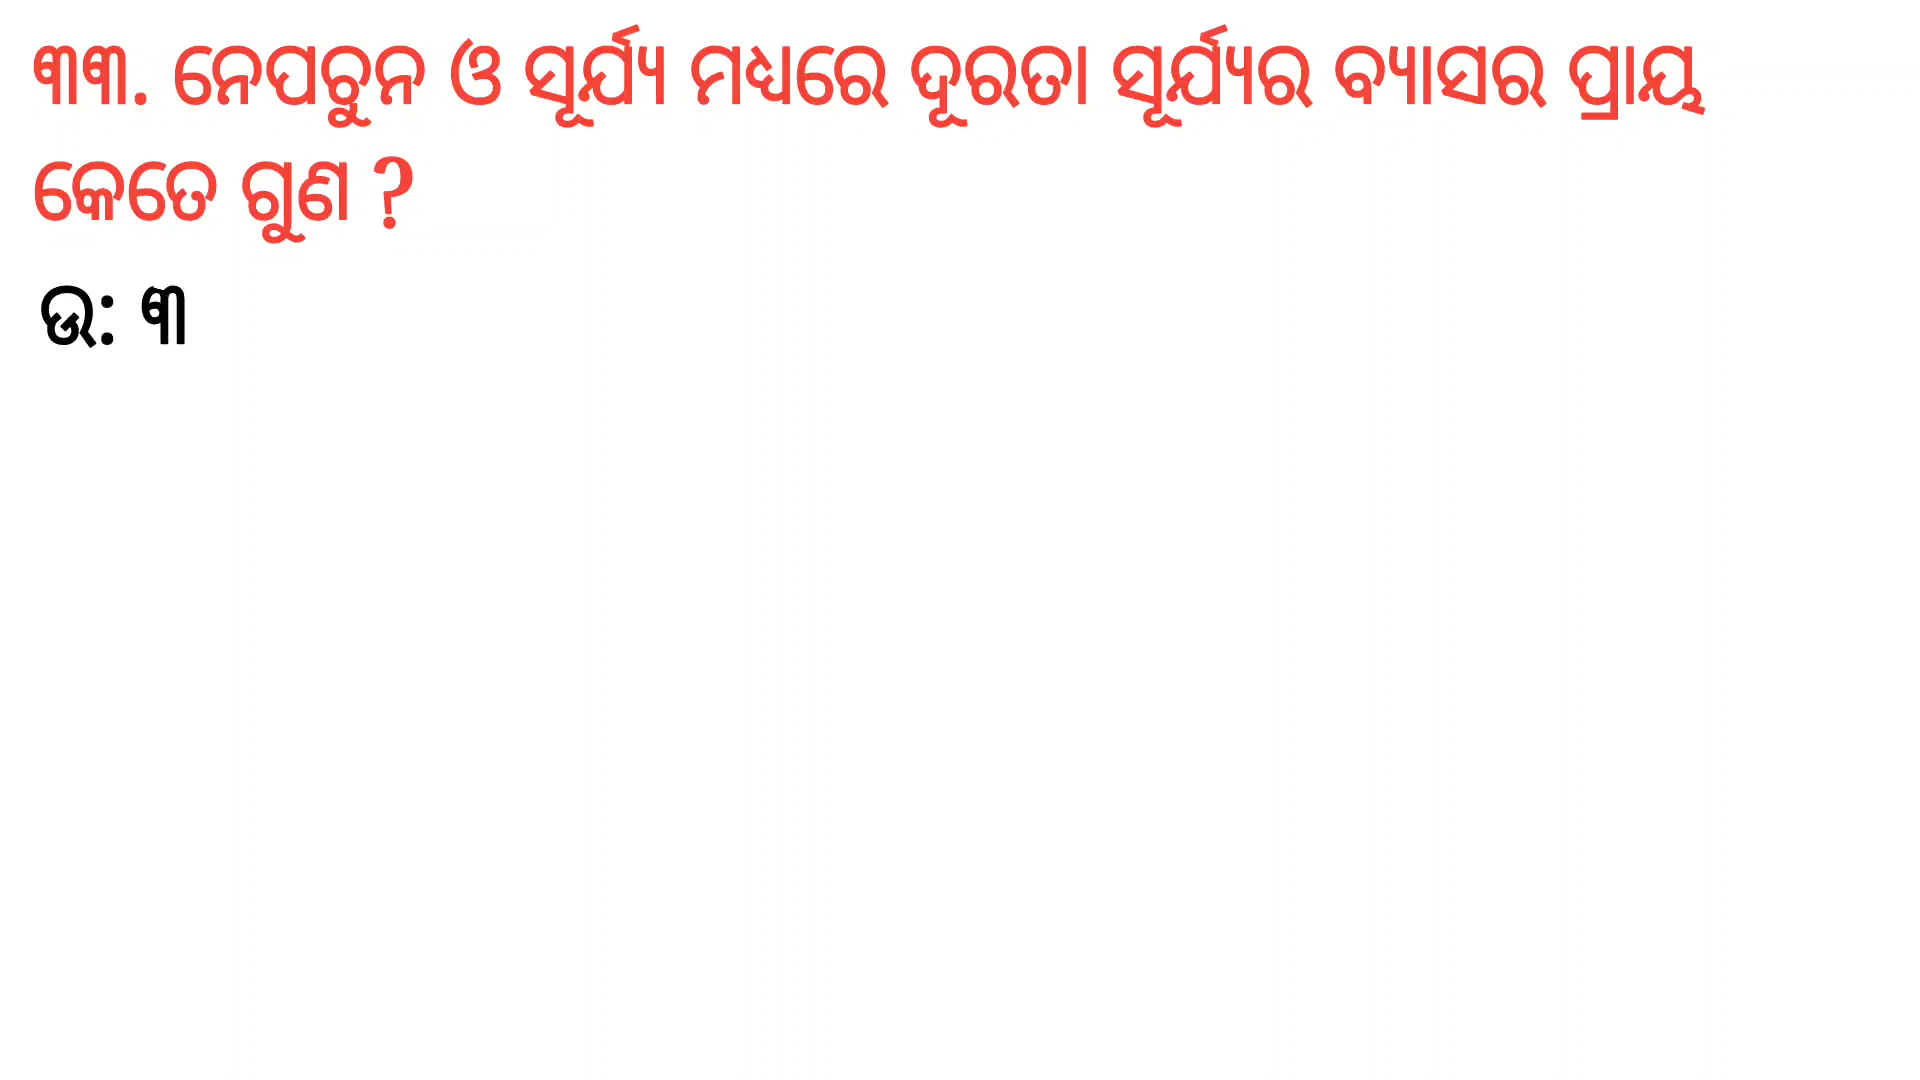 ୩୩. ନେପଚୁନ ଓ ସୂର୍ଯ୍ୟ ମଧ୍ୟରେ ଦୂରତା ସୂର୍ଯ୍ୟର ବ୍ୟାସର ପ୍ରାୟ
କେତେ ଗୁଣ ?
ଉ: ୩